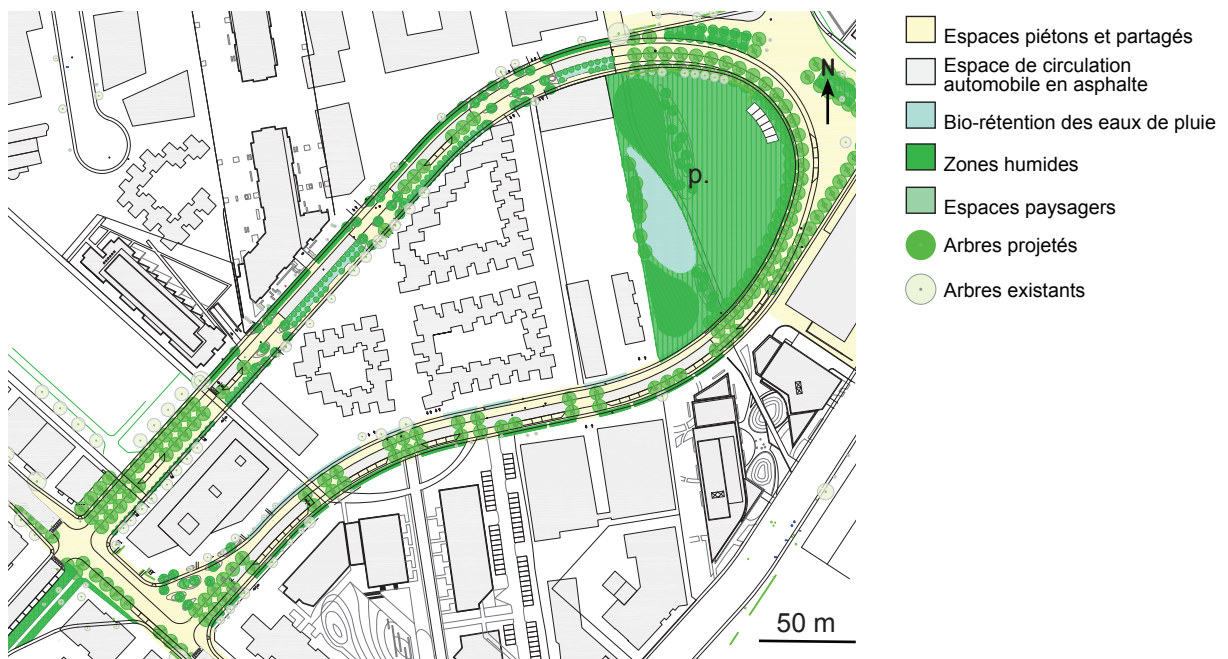 Espaces piétons et partagés
Espace de circulation
automobile en asphalte
Bio-rétention des eaux de pluie
Zones humides
Espaces paysagers
Arbres projetés
Arbres existants
N
p.
50 m